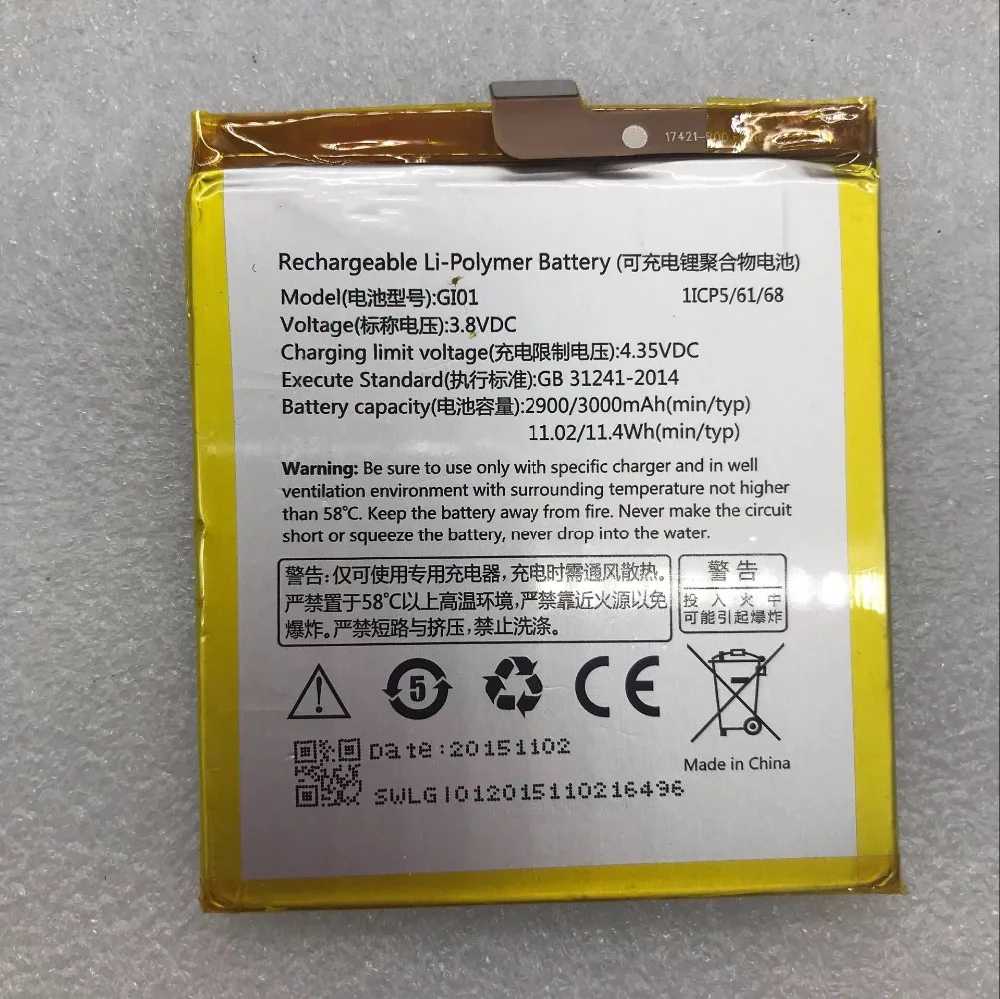 17421-
Rechargeable Li-Polymer Battery (可充电锂聚合物电池)
Model(电池型号):GI01 1ICP5/61/68
Voltage(标称电压):3.8VDC
Charging limit voltage(充电限制电压):4.35VDC
Execute Standard(执行标准):GB 31241-2014
Battery capacity(电池容量):2900/3000mAh(min/typ)
11.02/11.4Wh(min/typ)
Warning: Be sure to use only with specific charger and in well
ventilation environment with surrounding temperature not higher
than 58℃. Keep the battery away from fire. Never make the circuit
short or squeeze the battery, never drop into the water.
警告:仅可使用专用充电器,充电时需通风散热。
严禁置于58℃以上高温环境,严禁靠近火源以免
爆炸。严禁短路与挤压,禁止洗涤。
警告
投入火中
可能引起爆炸
5
CE
Made in China
Date:20151102
SWLGI012015110216496